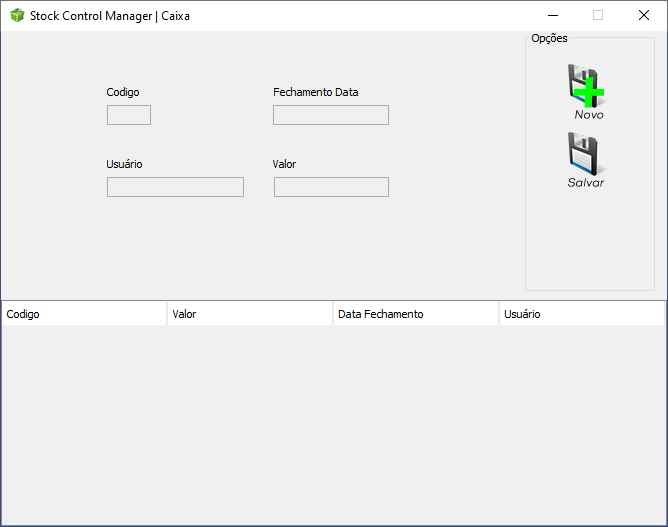 Stock Control Manager | Caixa
Opções
Codigo
Fechamento Data
Novo
Usuário
Valor
Salvar
Codigo
Valor
Data Fechamento
Usuário